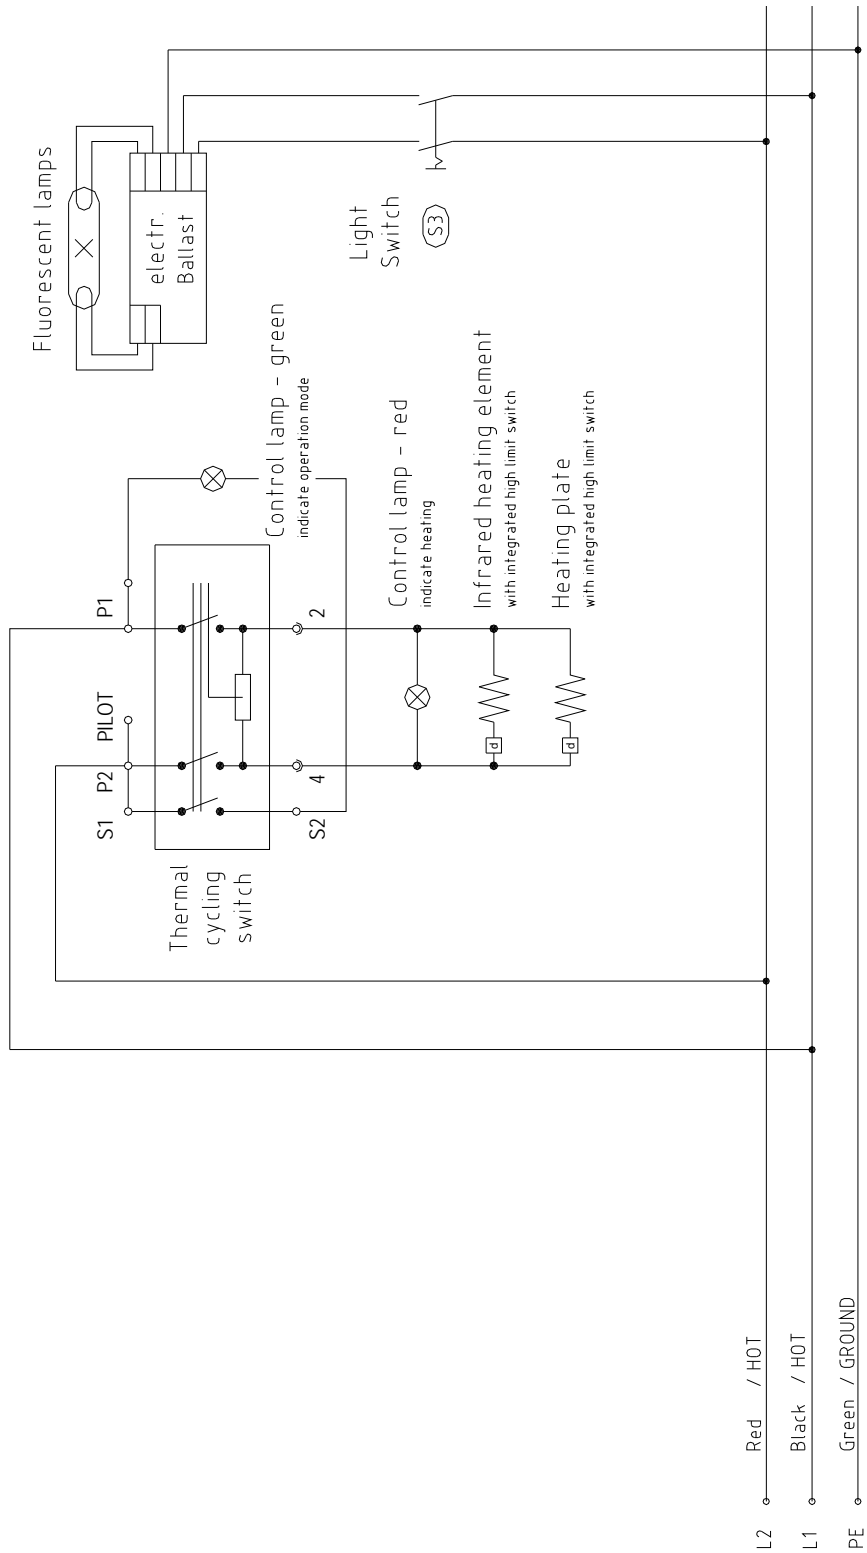 Fluorescent lamps
electr.
Ballast
Light
Switch
S3
Control lamp - green
indicate operation mode
Control lamp - red
indicate heating
Infrared heating element
with integrated high limit switch
Heating plate
with integrated high limit switch
P1
PILOT
P2
S1
2
4
S2
d
d
Thermal
cycling
switch
L2 Red / HOT
L1 Black / HOT
PE Green / GROUND